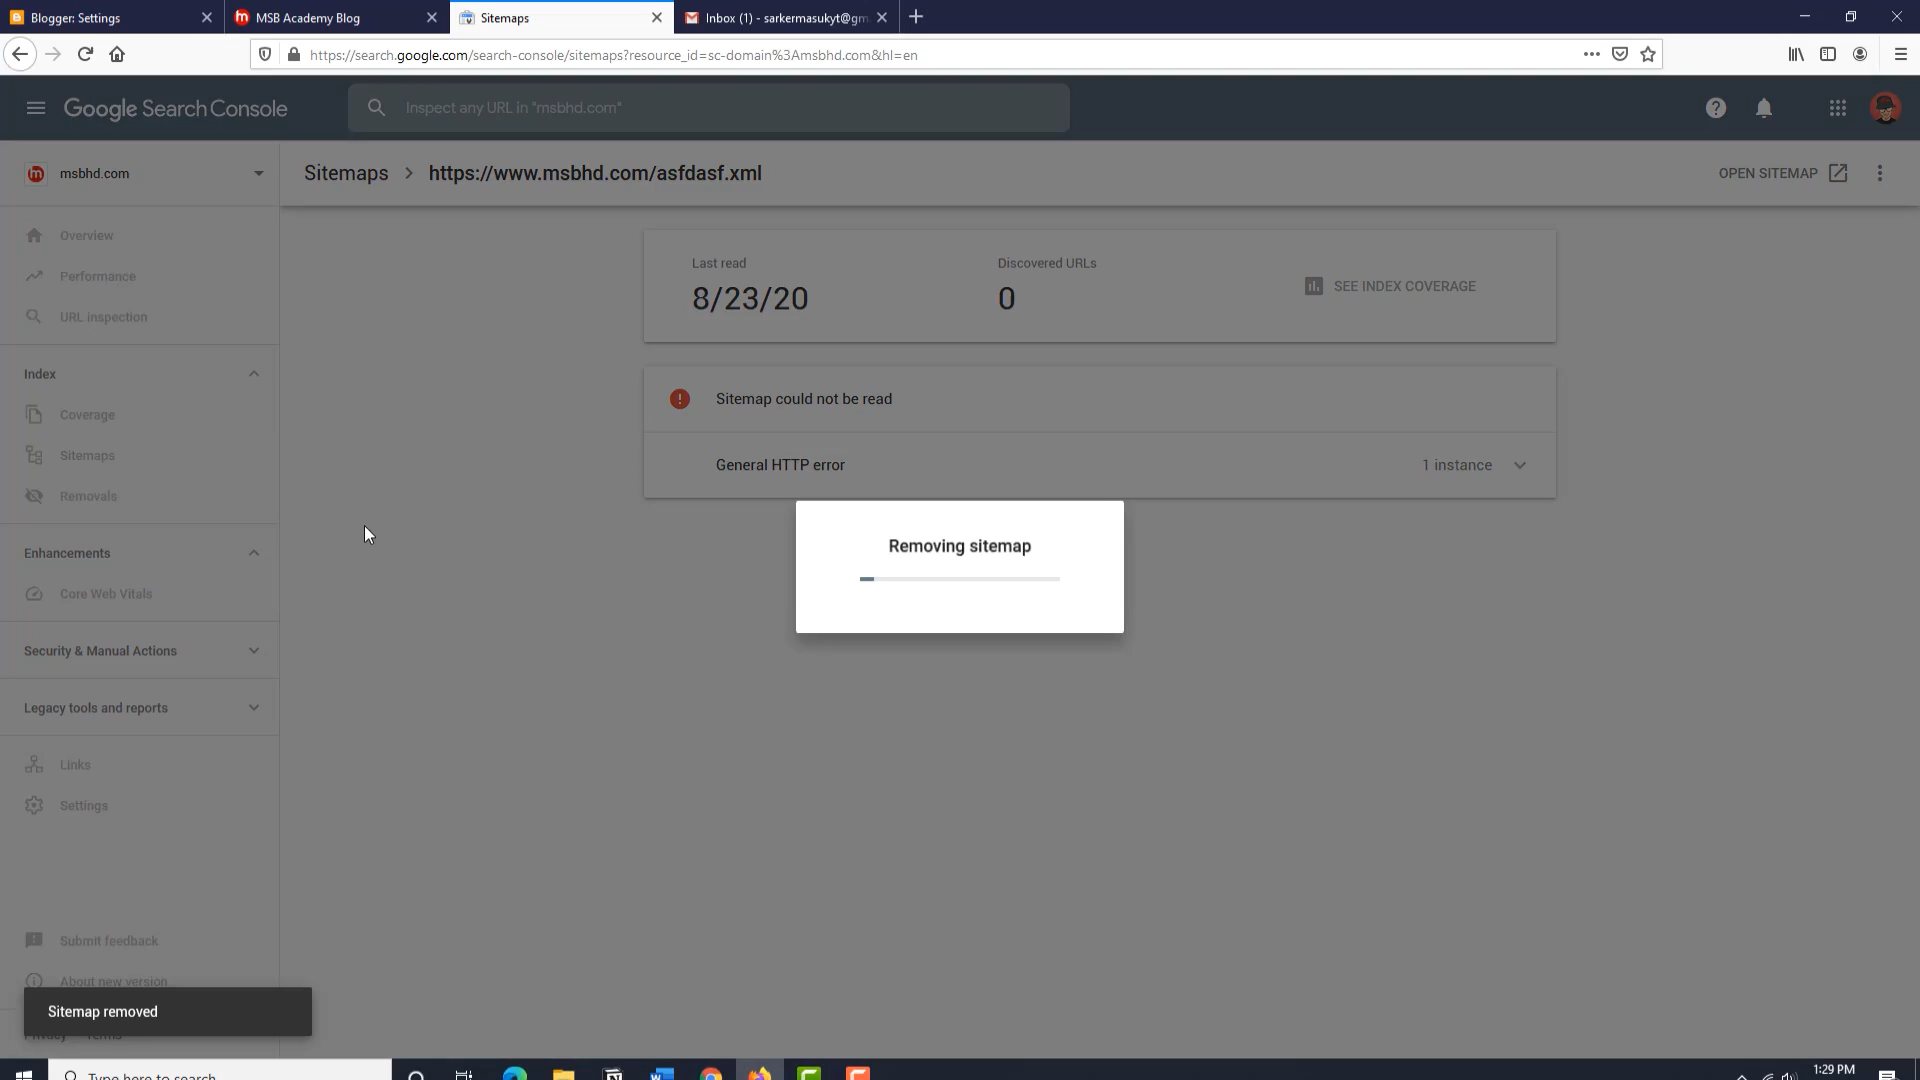 Blogger: Settings
MSB Academy Blog
Sitemaps
Inbox (1) - sarkermasukyt@gm
https://search.google.com/search-console/sitemaps?resource_id=sc-domain%3Amsbhd.com&hl=en
Google Search Console
Inspect any URL in "msbhd.com"
msbhd.com
Sitemaps
https://www.msbhd.com/asfdasf.xml
OPEN SITEMAP
Overview
Performance
URL inspection
Index
Coverage
Sitemaps
Removals
Enhancements
Core Web Vitals
Security & Manual Actions
Legacy tools and reports
Links
Settings
Submit feedback
About new version
Privacy Terms
Last read
8/23/20
Discovered URLs
0
SEE INDEX COVERAGE
Sitemap could not be read
General HTTP error
1 instance
Removing sitemap
Sitemap removed
Type here to search
1:29 PM